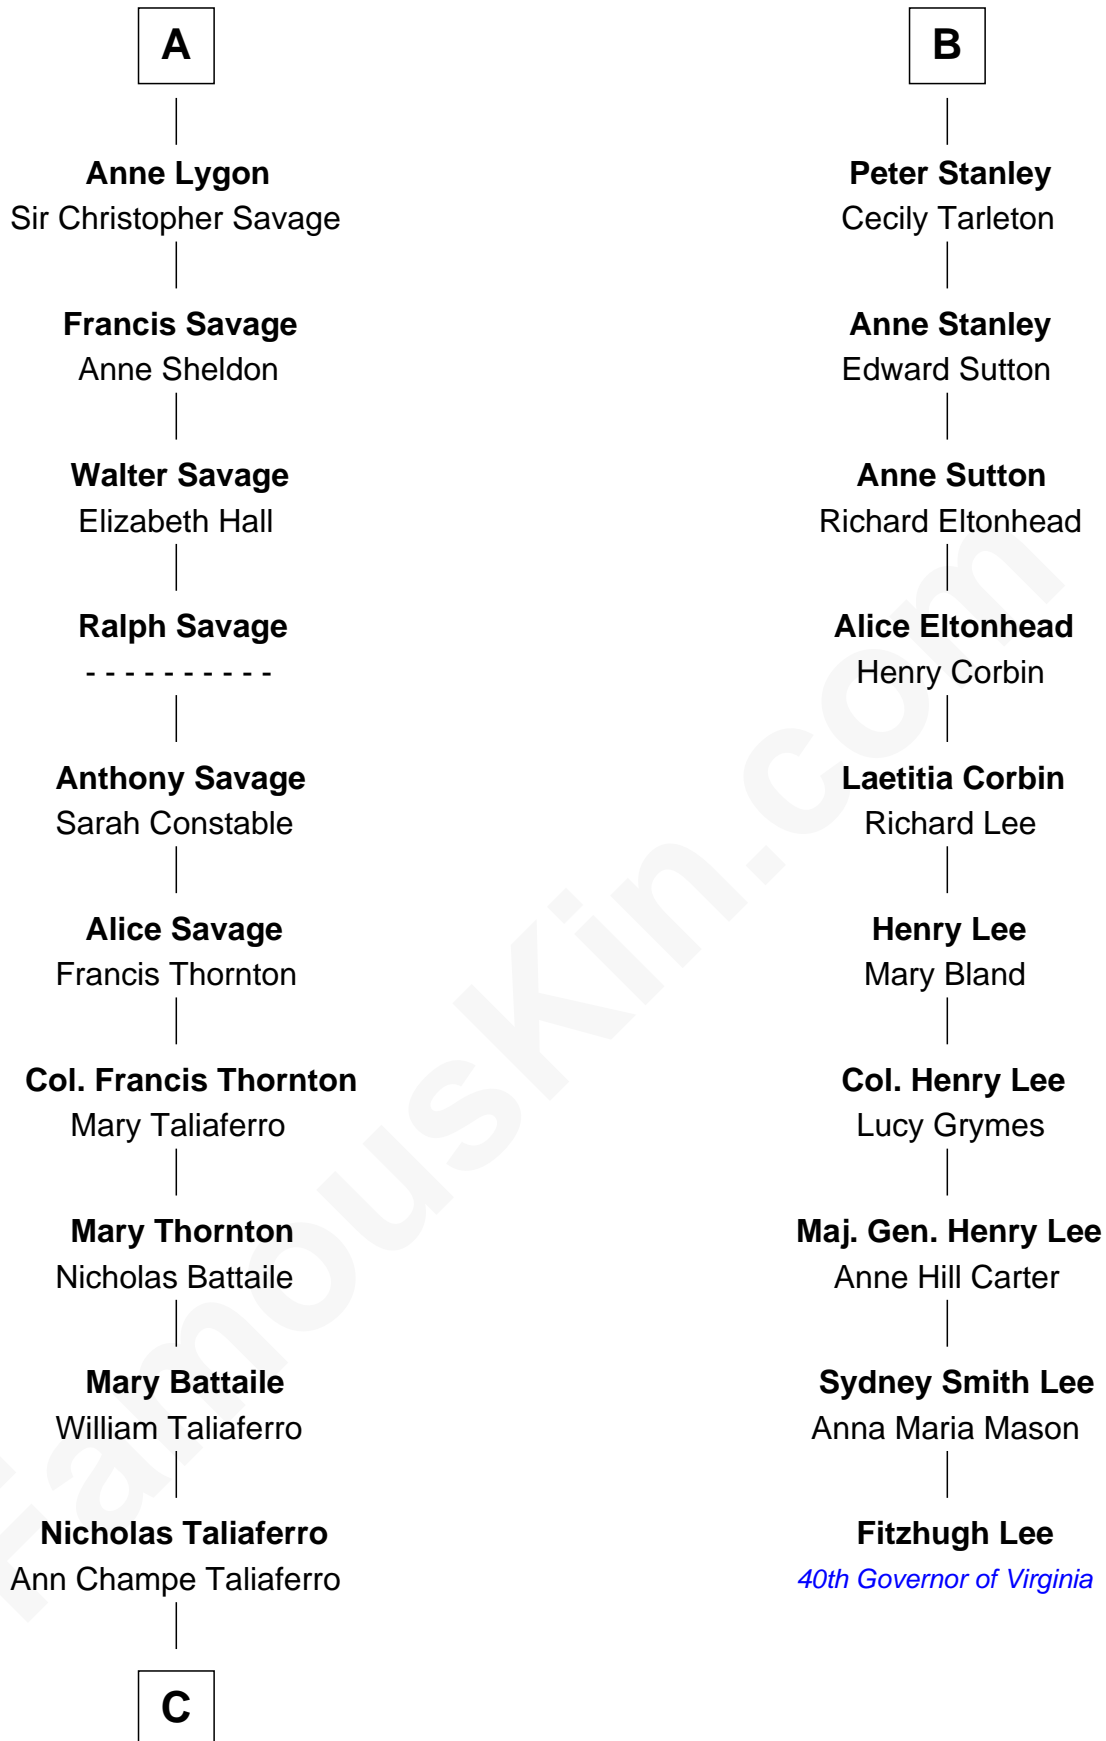 A
Anne Lygon
Sir Christopher Savage
Francis Savage
Anne Sheldon
Walter Savage
Elizabeth Hall
Ralph Savage
- - - - - - - - - -
Anthony Savage
Sarah Constable
Alice Savage
Francis Thornton
Col. Francis Thornton
Mary Taliaferro
Mary Thornton
Nicholas Battaile
Mary Battaile
William Taliaferro
Nicholas Taliaferro
Ann Champe Taliaferro
C
B
Peter Stanley
Cecily Tarleton
Anne Stanley
Edward Sutton
Anne Sutton
Richard Eltonhead
Alice Eltonhead
Henry Corbin
Laetitia Corbin
Richard Lee
Henry Lee
Mary Bland
Col. Henry Lee
Lucy Grymes
Maj. Gen. Henry Lee
Anne Hill Carter
Sydney Smith Lee
Anna Maria Mason
Fitzhugh Lee
40th Governor of Virginia
FamousKin.com